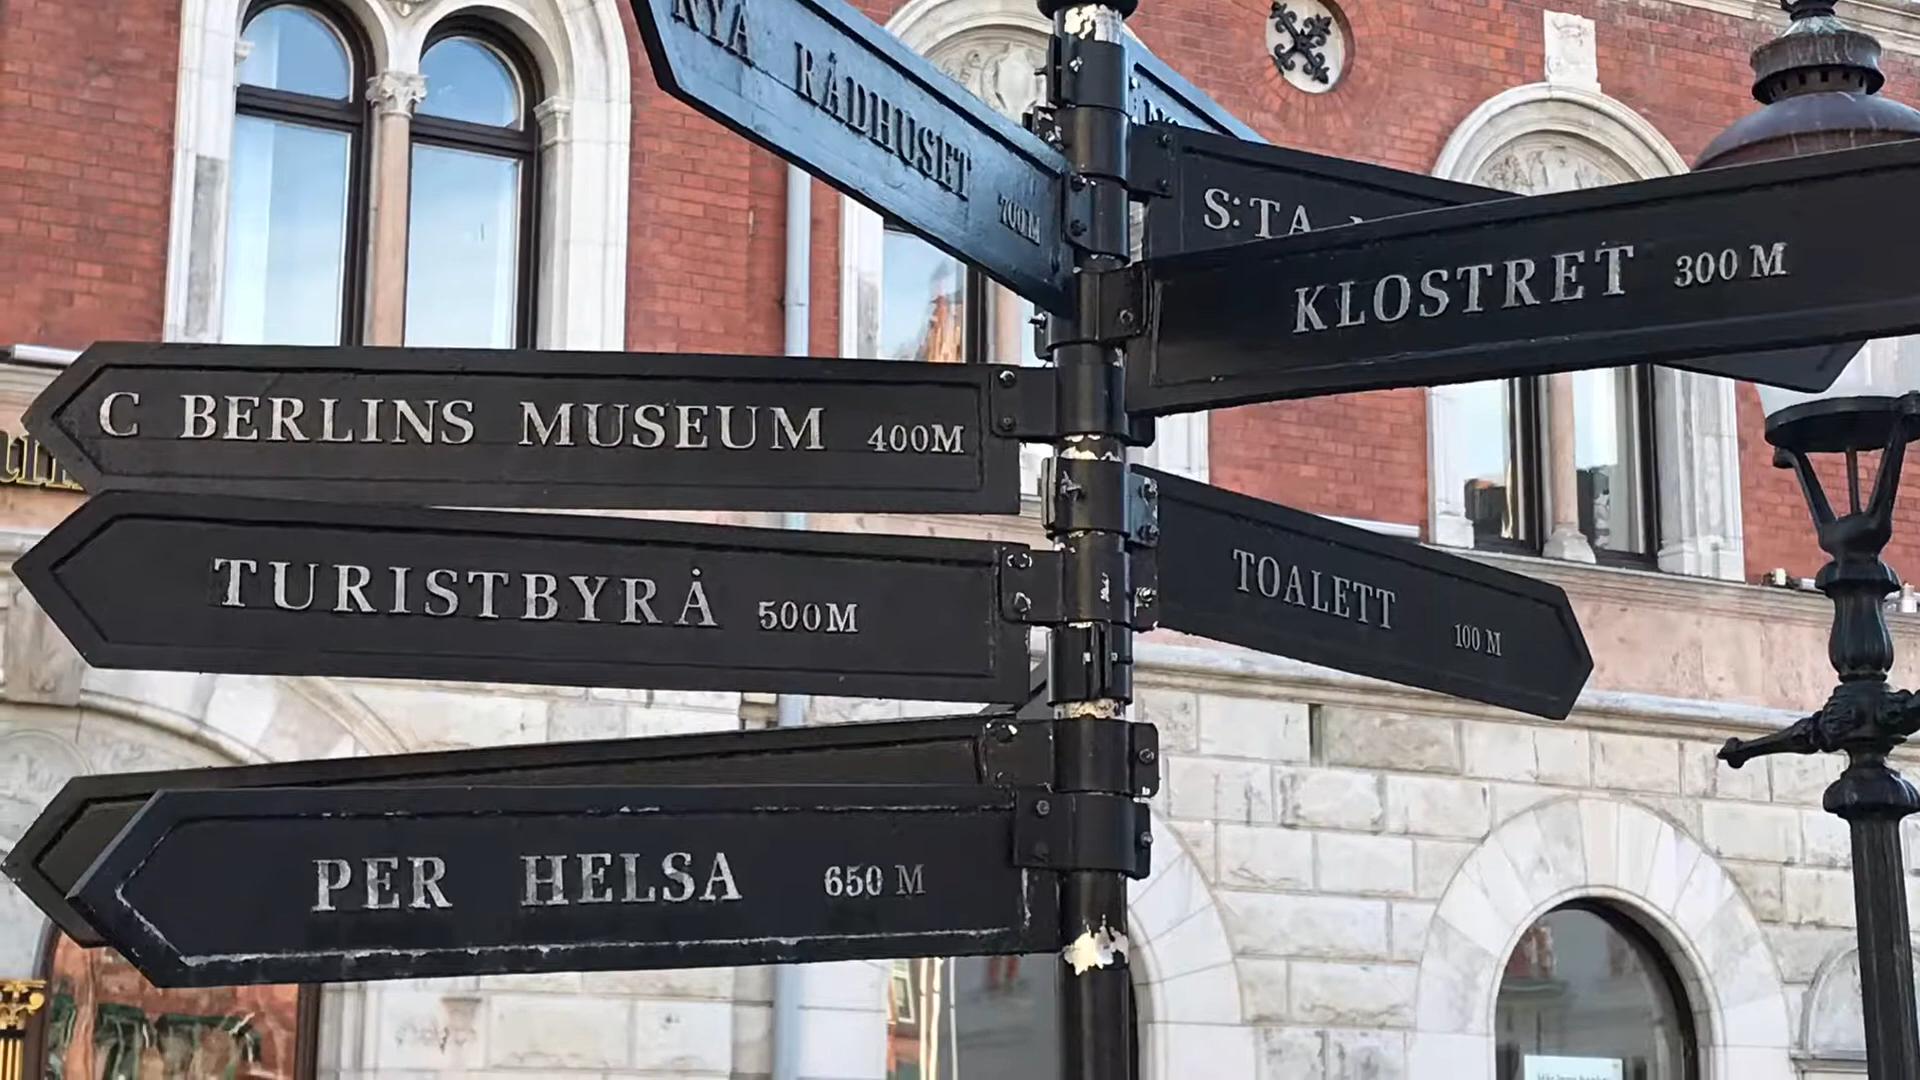 NYA RÅDHUSET 700M
S:TA
KLOSTRET 300 M
C BERLINS MUSEUM 400M
TURISTBYRÅ 500M
TOALETT 100 M
PER HELSA 650 M